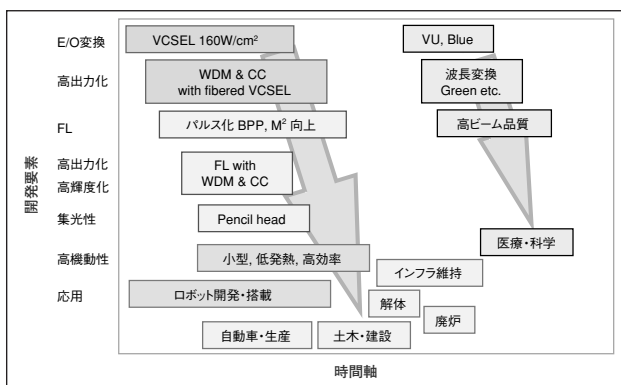 E/O変換
VCSEL 160W/cm²
VU, Blue
高出力化
WDM & CC
with fibered VCSEL
波長変換
Green etc.
FL
パルス化 BPP, M² 向上
高ビーム品質
高出力化
高輝度化
FL with
WDM & CC
集光性
Pencil head
医療・科学
高機動性
小型, 低発熱, 高効率
インフラ維持
応用
ロボット開発・搭載
解体
廃炉
自動車・生産
土木・建設
開発要素
時間軸